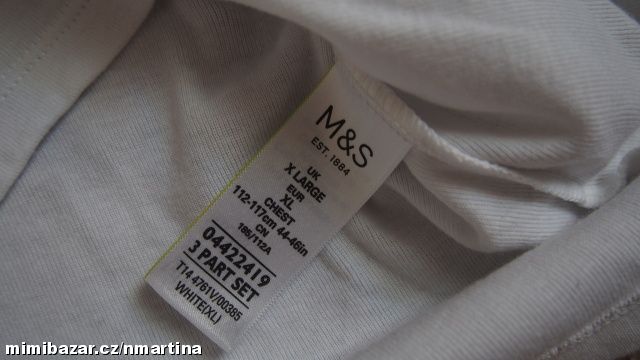 M&S
EST. 1884
UK
X LARGE
EUR
XL
CHEST
112-117cm 44-46in
CN
185/112A
04422419
3 PART SET
T14 4761V/00385
WHITE(XL)
mimibazar.cz/nmartina